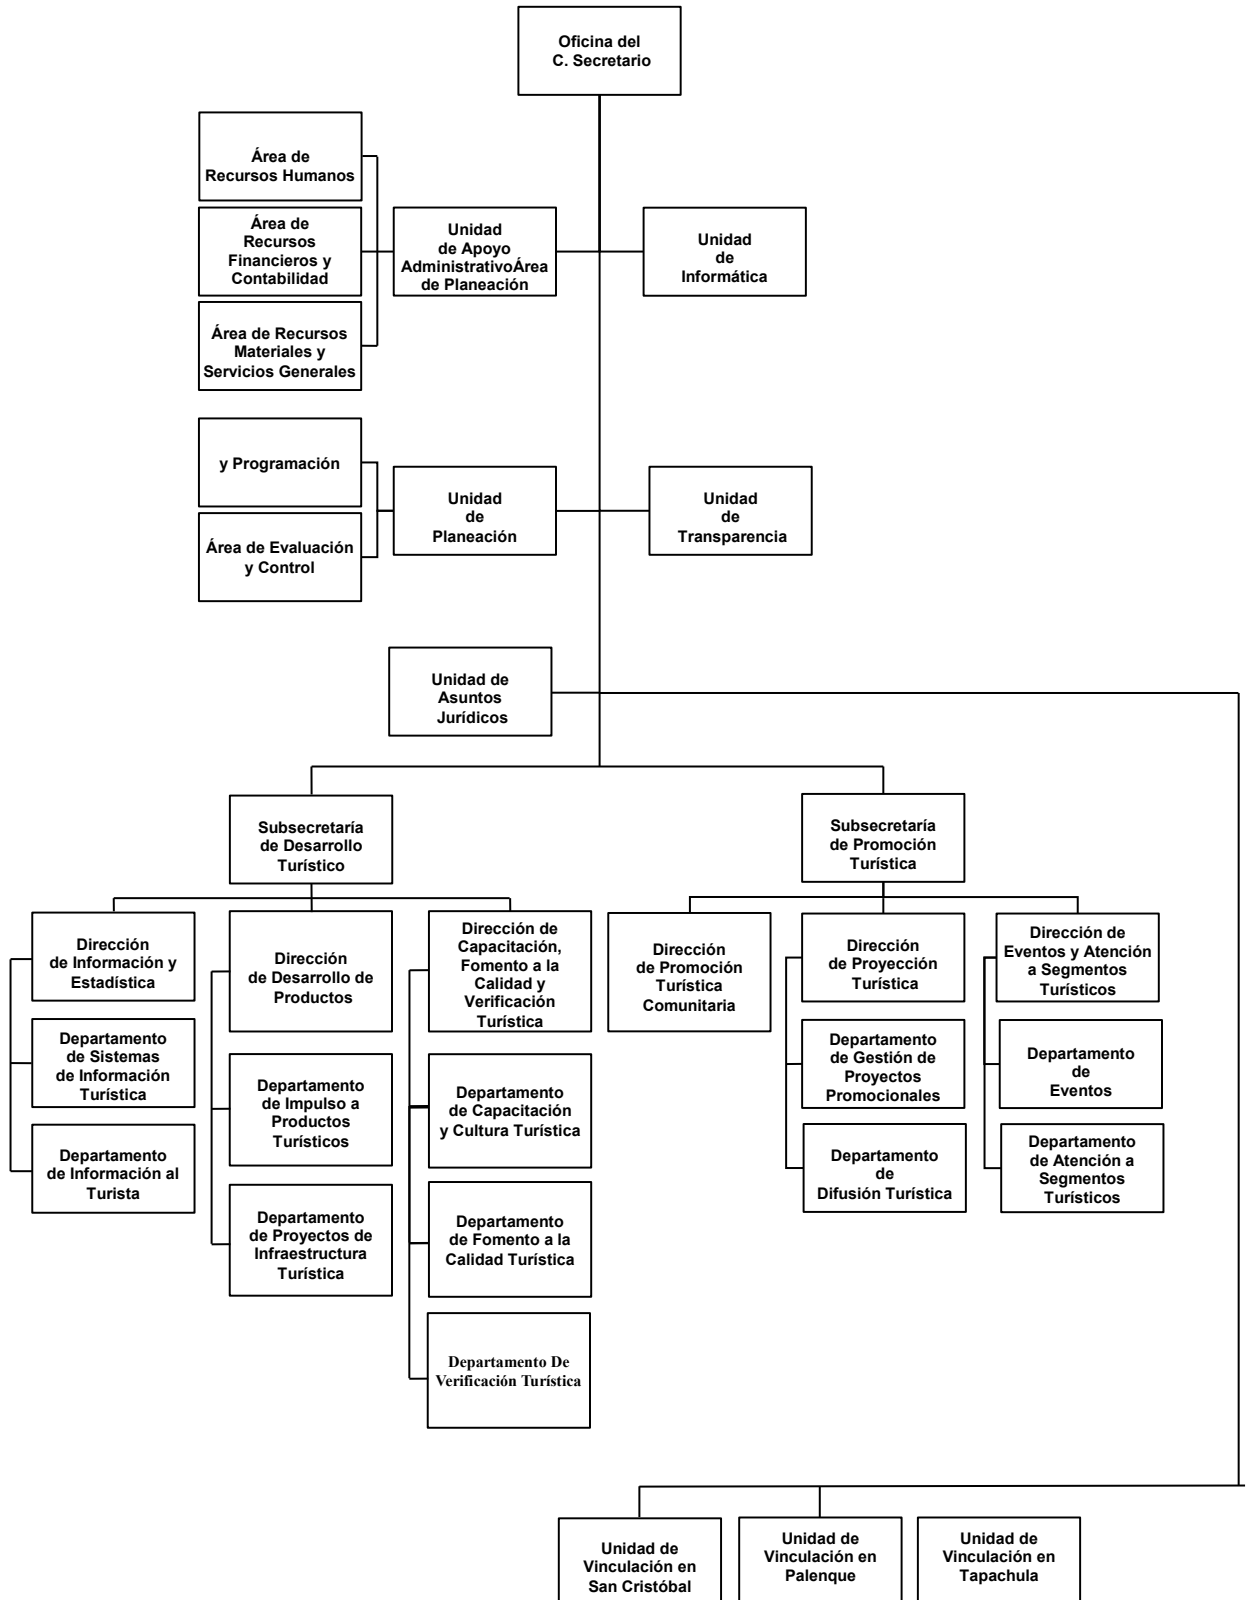 Oficina del
C. Secretario
Área de
Recursos Humanos
Área de
Recursos
Financieros y
Contabilidad
Unidad
de Apoyo
AdministrativoÁrea
de Planeación
Unidad
de
Informática
Área de Recursos
Materiales y
Servicios Generales
y Programación
Unidad
de
Planeación
Unidad
de
Transparencia
Área de Evaluación
y Control
Unidad de
Asuntos
Jurídicos
Subsecretaría
de Desarrollo
Turístico
Subsecretaría
de Promoción
Turística
Dirección
de Información y
Estadística
Dirección
de Desarrollo de
Productos
Dirección de
Capacitación,
Fomento a la
Calidad y
Verificación
Turística
Dirección
de Promoción
Turística
Comunitaria
Dirección
de Proyección
Turística
Dirección de
Eventos y Atención
a Segmentos
Turísticos
Departamento
de Sistemas
de Información
Turística
Departamento
de Impulso a
Productos
Turísticos
Departamento
de Capacitación
y Cultura Turística
Departamento
de Gestión de
Proyectos
Promocionales
Departamento
de
Eventos
Departamento
de Información al
Turista
Departamento
de Proyectos de
Infraestructura
Turística
Departamento
de Fomento a la
Calidad Turística
Departamento
de
Difusión Turística
Departamento
de Atención a
Segmentos
Turísticos
Departamento De
Verificación Turística
Unidad de
Vinculación en
San Cristóbal
Unidad de
Vinculación en
Palenque
Unidad de
Vinculación en
Tapachula